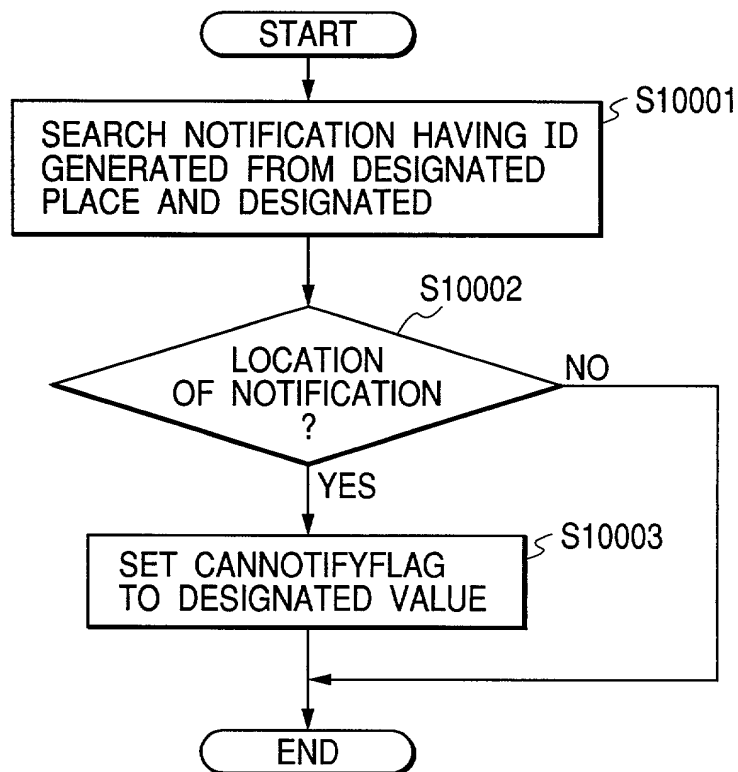 START
S10001
SEARCH NOTIFICATION HAVING ID
GENERATED FROM DESIGNATED
PLACE AND DESIGNATED
S10002
LOCATION
OF NOTIFICATION
?
NO
YES
S10003
SET CANNOTIFYFLAG
TO DESIGNATED VALUE
END